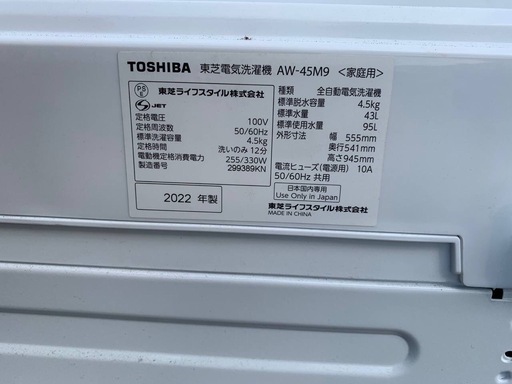 TOSHIBA 東芝電気洗濯機 AW-45M9 <家庭用>
PS E
東芝ライフスタイル株式会社
JET
定格電圧 100V
定格周波数 50/60Hz
標準洗濯容量 4.5kg
定格時間 洗いのみ 12分
電動機定格消費電力 255/330W
製造番号 299389KN
2022 年製
種類 全自動電気洗濯機
標準脱水容量 4.5kg
標準水量 43L
標準使用水量 95L
外形寸法 幅 555mm
奥行541mm
高さ945mm
電流ヒューズ(電源用) 10A
50/60Hz 共用
日本国内専用
Use Only in Japan
東芝ライフスタイル株式会社
MADE IN CHINA